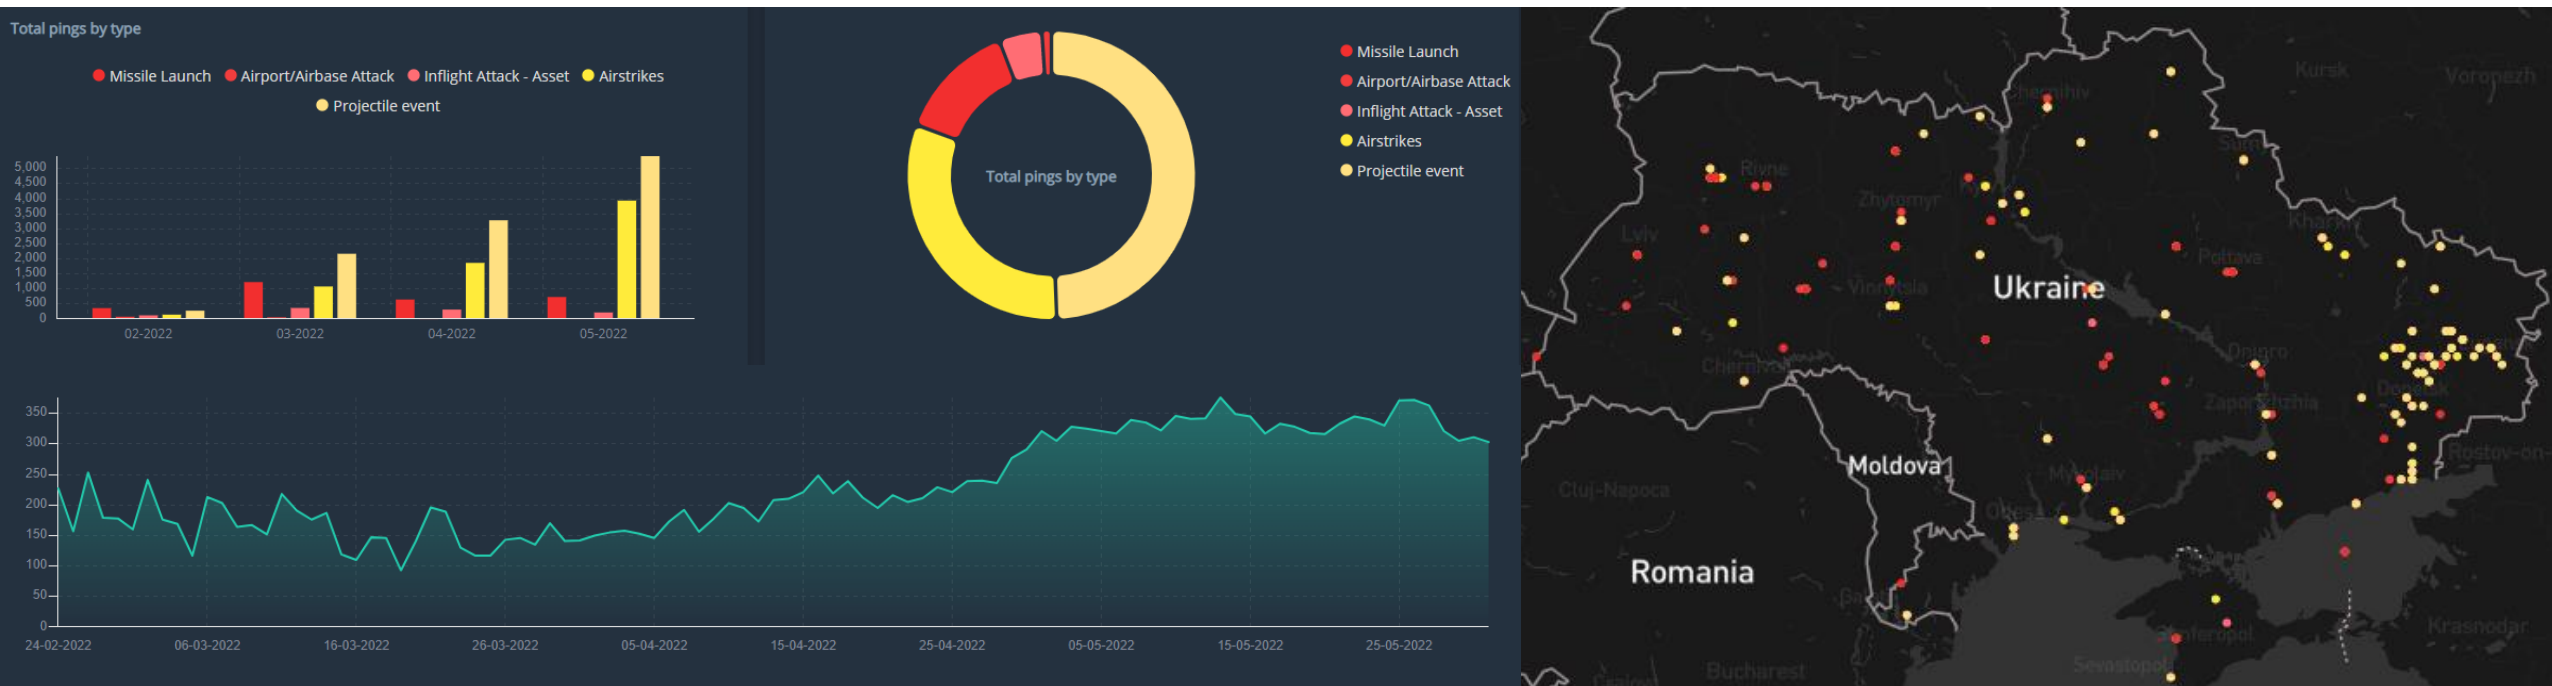 Total pings by type
Missile Launch Airport/Airbase Attack Inflight Attack - Asset Airstrikes
Projectile event
5,000
4,500
4,000
3,500
3,000
2,500
2,000
1,500
1,000
500
0
02-2022 03-2022 04-2022 05-2022
Total pings by type
Missile Launch
Airport/Airbase Attack
Inflight Attack - Asset
Airstrikes
Projectile event
350
300
250
200
150
100
50
0
24-02-2022 06-03-2022 16-03-2022 26-03-2022 05-04-2022 15-04-2022 25-04-2022 05-05-2022 15-05-2022 25-05-2022
Kursk
Voronezh
Chernihiv
Rivne
Sumy
Zhytomyr
Kharkiv
Lviv
Poltava
Vinnytsia
Ukraine
Dnipro
Donetsk
Zaporizhzhia
Moldova
Rostov-on-
Mykolaiv
Cluj-Napoca
Odesa
Romania
Krasnodar
Simferopol
Sevastopol
Bucharest